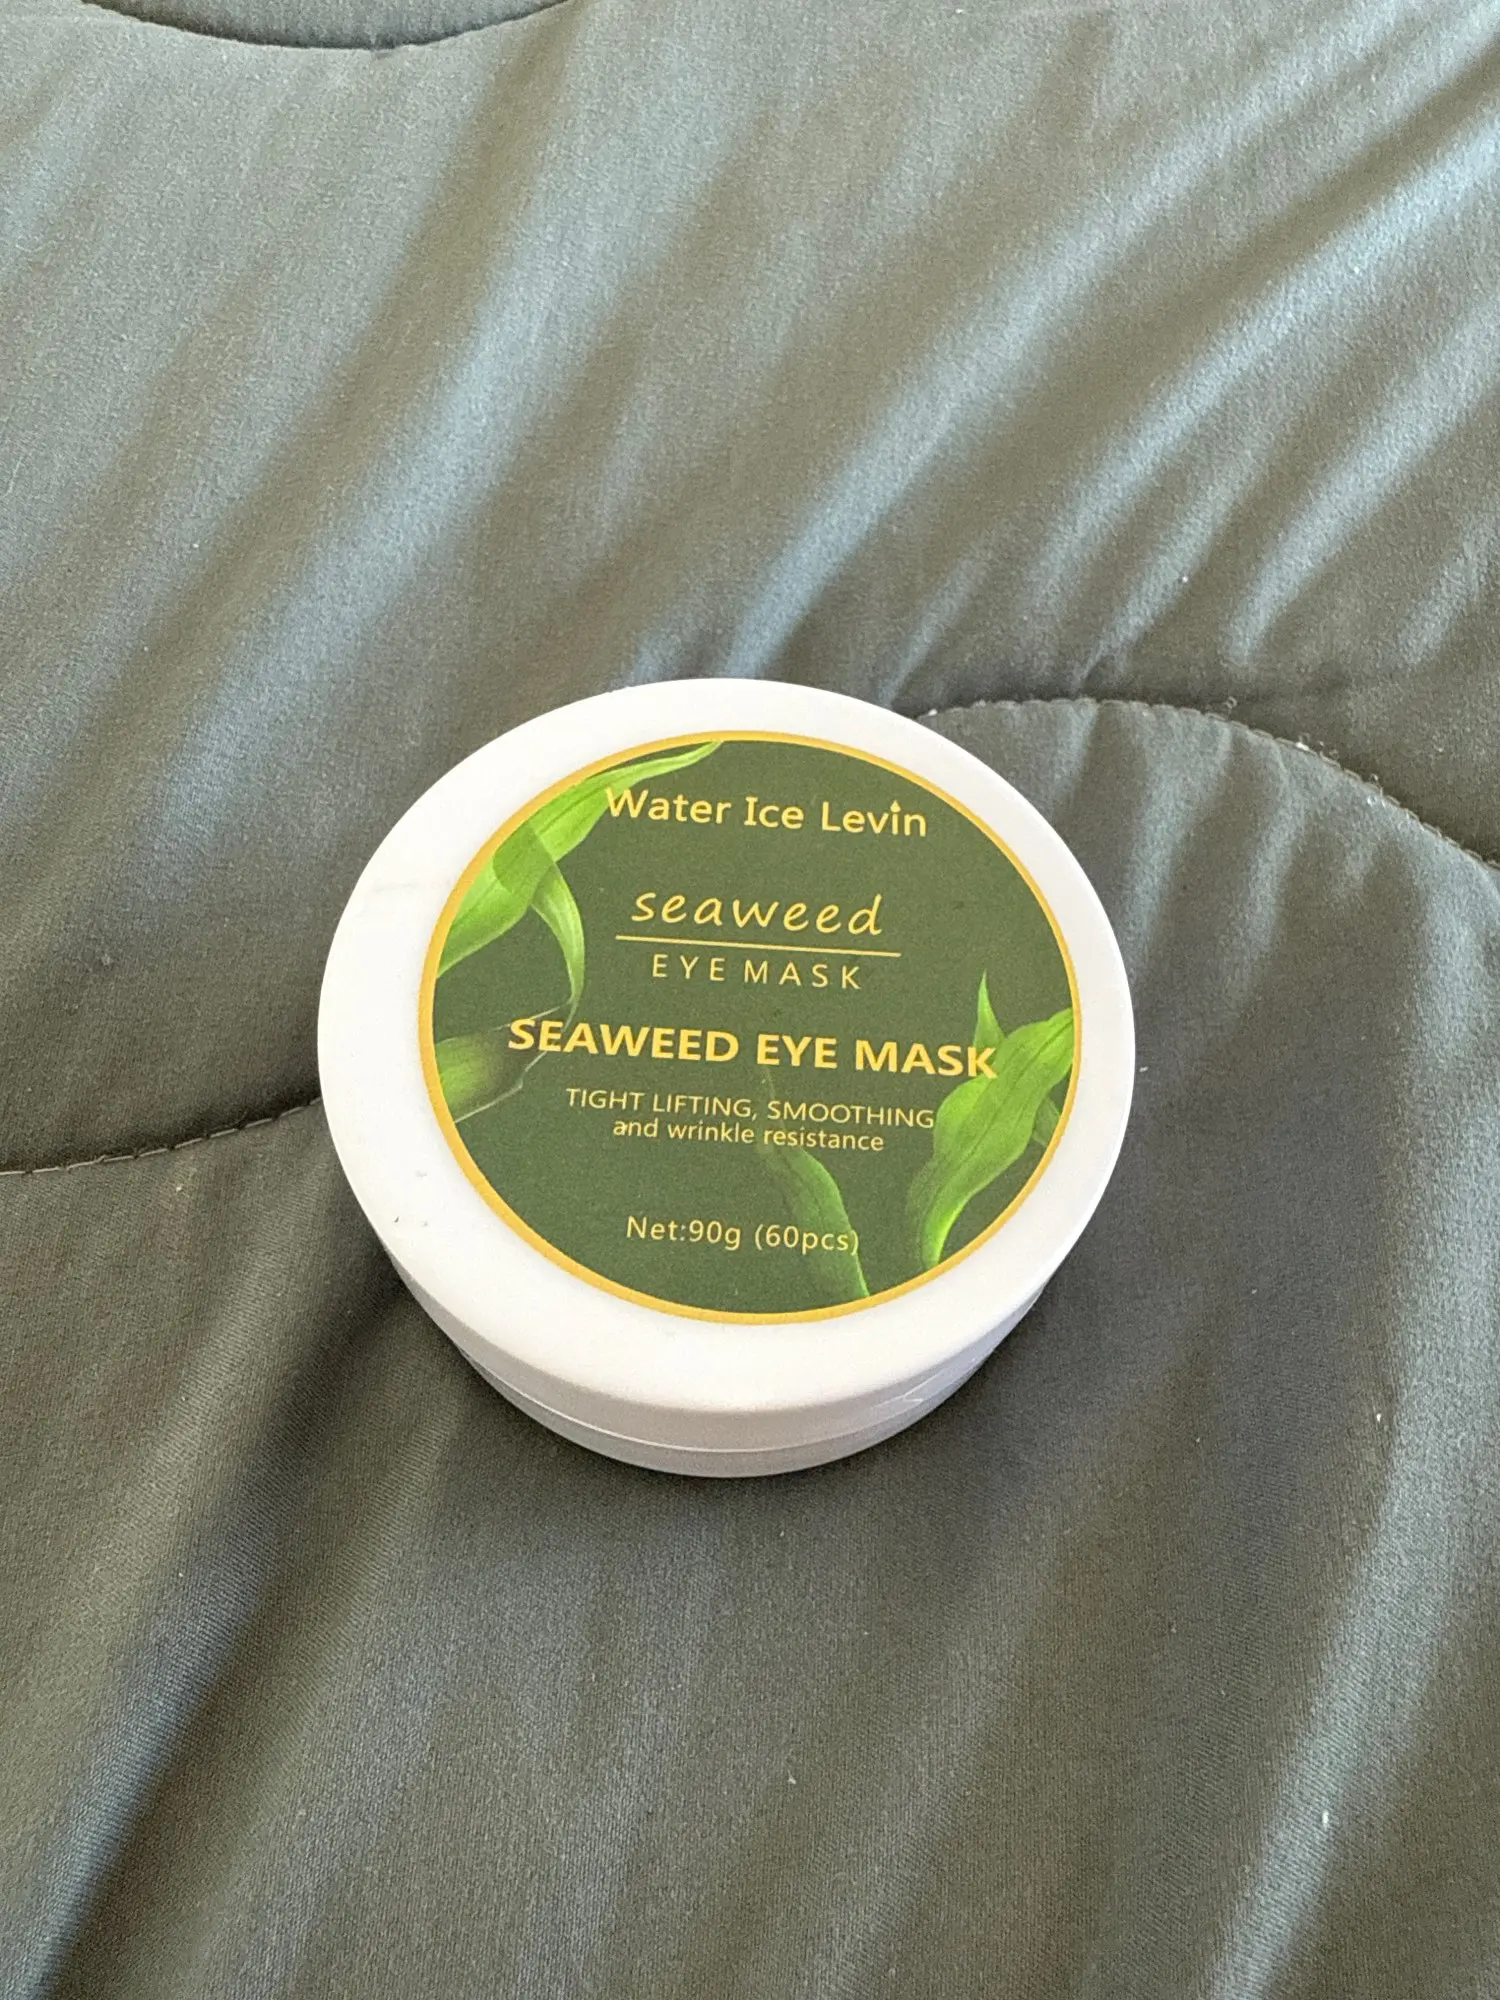 Water Ice Levin
seaweed
EYE MASK
SEAWEED EYE MASK
TIGHT LIFTING, SMOOTHING
and wrinkle resistance
Net:90g (60pcs)